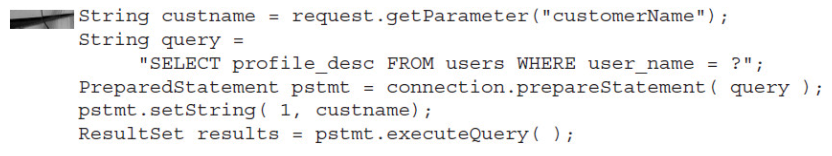 String custname = request.getParameter("customerName");
String query =
"SELECT profile_desc FROM users WHERE user_name = ?";
PreparedStatement pstmt = connection.prepareStatement( query );
pstmt.setString( 1, custname);
ResultSet results = pstmt.executeQuery( );